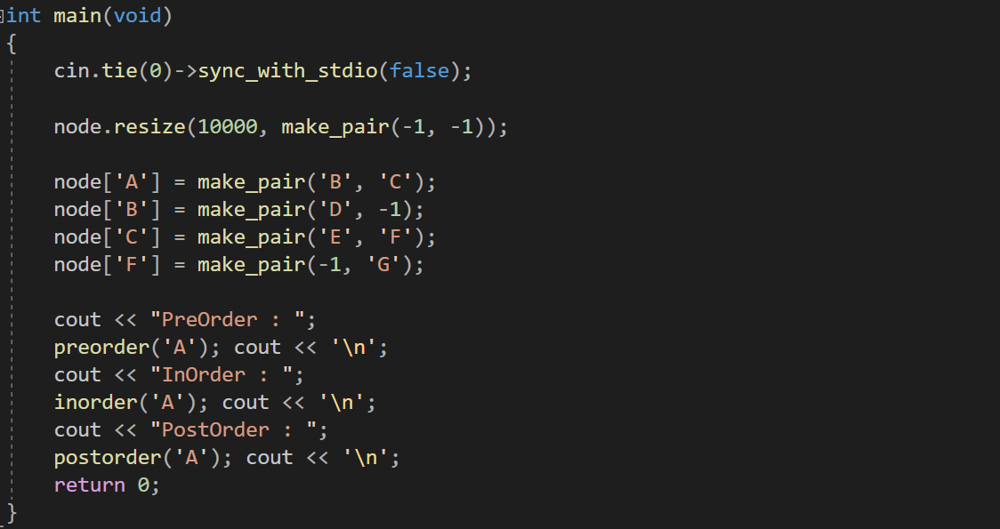 int main(void)
{
    cin.tie(0)->sync_with_stdio(false);
    node.resize(10000, make_pair(-1, -1));
    node['A'] = make_pair('B', 'C');
    node['B'] = make_pair('D', -1);
    node['C'] = make_pair('E', 'F');
    node['F'] = make_pair(-1, 'G');
    cout << "PreOrder : ";
    preorder('A'); cout << '\n';
    cout << "InOrder : ";
    inorder('A'); cout << '\n';
    cout << "PostOrder : ";
    postorder('A'); cout << '\n';
    return 0;
}